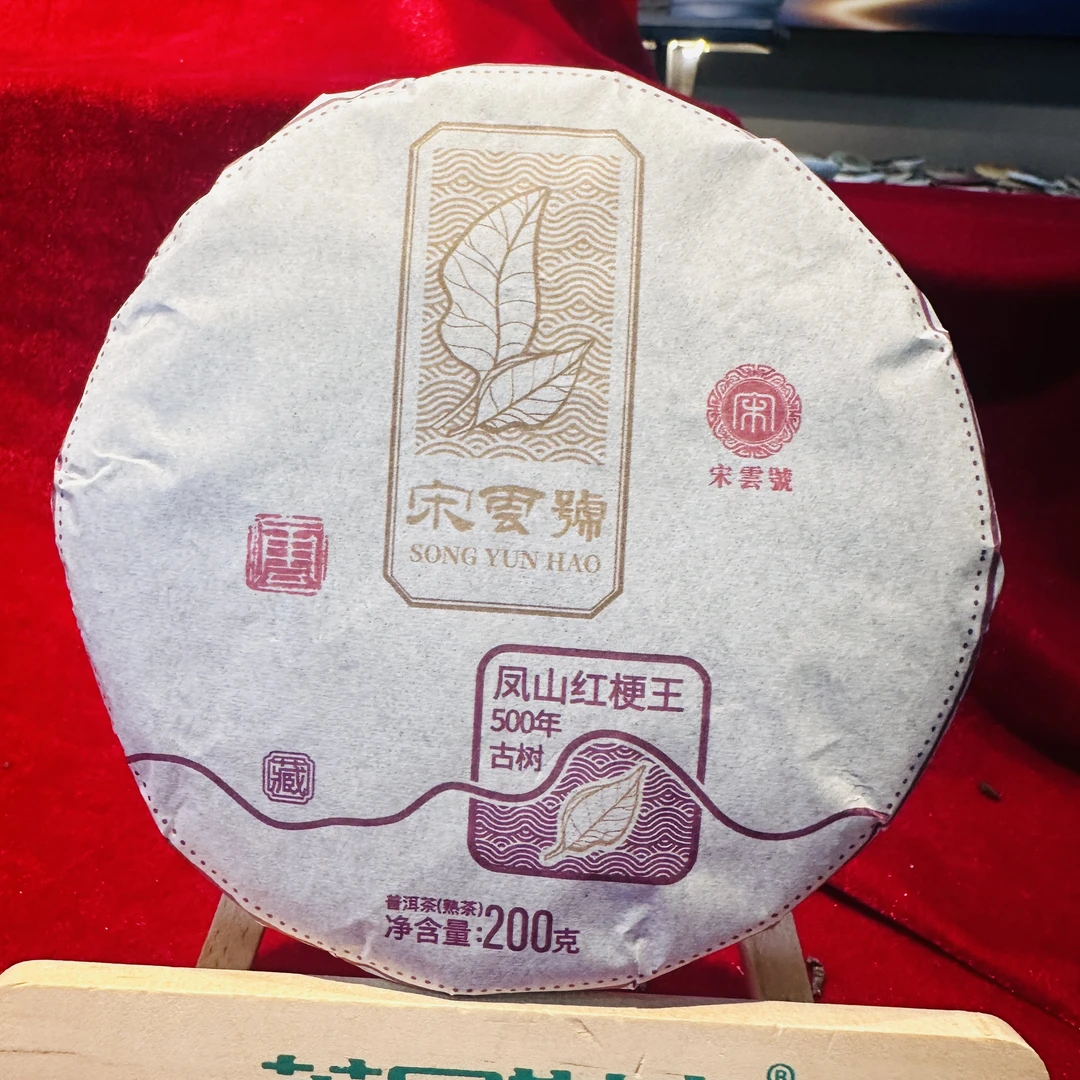 宋雲號
SONG YUN HAO
宋
宋雲號
凤山红梗王
500年
古树
藏
普洱茶(熟茶)
净含量:200克
®